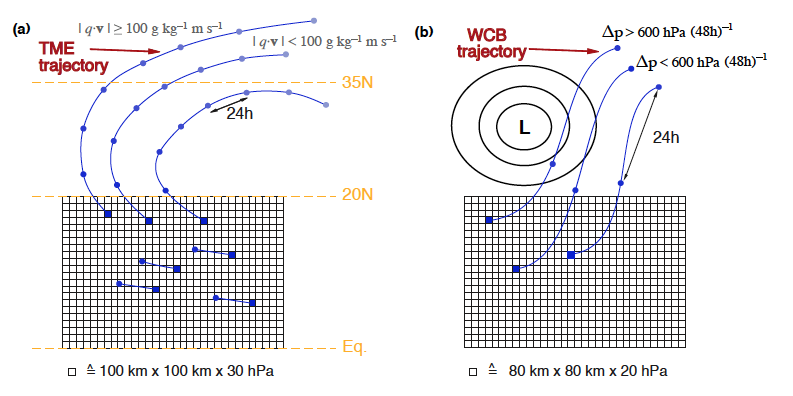 (a)
| q·v | ≥ 100 g kg⁻¹ m s⁻¹
TME
trajectory
| q·v | < 100 g kg⁻¹ m s⁻¹
35N
24h
20N
Eq.
□ ≙ 100 km x 100 km x 30 hPa
(b)
WCB
trajectory
Δp > 600 hPa (48h)⁻¹
Δp < 600 hPa (48h)⁻¹
L
24h
□ ≙ 80 km x 80 km x 20 hPa